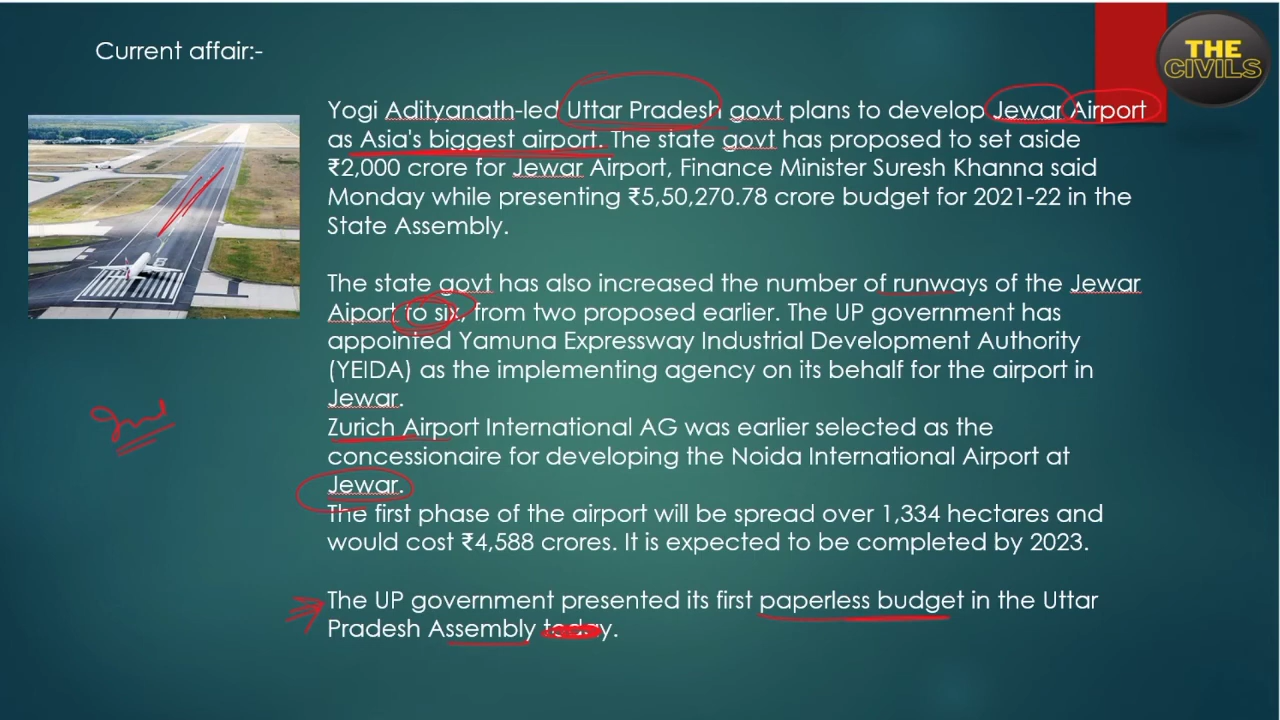 Current affair:-
THE
CIVILS
Yogi Adityanath-led Uttar Pradesh govt plans to develop Jewar Airport
as Asia's biggest airport. The state govt has proposed to set aside
₹2,000 crore for Jewar Airport, Finance Minister Suresh Khanna said
Monday while presenting ₹5,50,270.78 crore budget for 2021-22 in the
State Assembly.
The state govt has also increased the number of runways of the Jewar
Aiport to six, from two proposed earlier. The UP government has
appointed Yamuna Expressway Industrial Development Authority
(YEIDA) as the implementing agency on its behalf for the airport in
Jewar.
Zurich Airport International AG was earlier selected as the
concessionaire for developing the Noida International Airport at
Jewar.
The first phase of the airport will be spread over 1,334 hectares and
would cost ₹4,588 crores. It is expected to be completed by 2023.
The UP government presented its first paperless budget in the Uttar
Pradesh Assembly today.